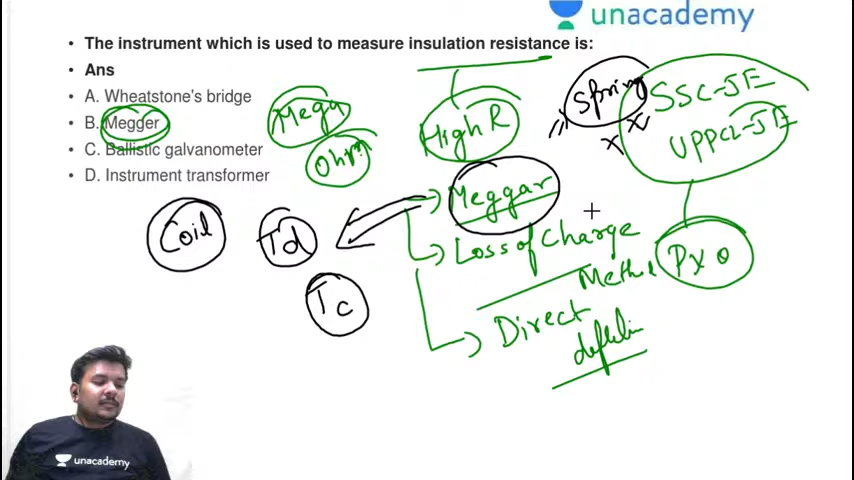 unacademy
The instrument which is used to measure insulation resistance is:
Ans
A. Wheatstone's bridge
B. Megger
C. Ballistic galvanometer
D. Instrument transformer
Mega
Ohm
High R
Spring
x x
SSC-JE
UPPCL-JE
Meggar
Loss of Charge
Method
Direct
Coil
Td
Tc
unacademy